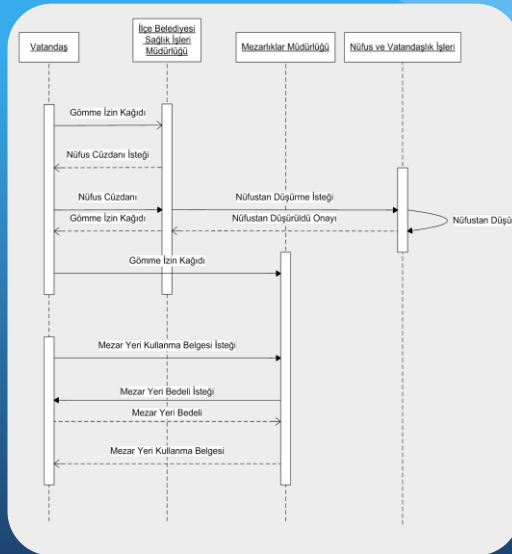 Vatandaş
İlçe Belediyesi
Sağlık İşleri
Müdürlüğü
Mezarlıklar Müdürlüğü
Nüfus ve Vatandaşlık İşleri
Gömme İzin Kağıdı
Nüfus Cüzdanı İsteği
Nüfus Cüzdanı
Nüfustan Düşürme İsteği
Gömme İzin Kağıdı
Nüfustan Düşürüldü Onayı
Nüfustan Düşü
Gömme İzin Kağıdı
Mezar Yeri Kullanma Belgesi İsteği
Mezar Yeri Bedeli İsteği
Mezar Yeri Bedeli
Mezar Yeri Kullanma Belgesi